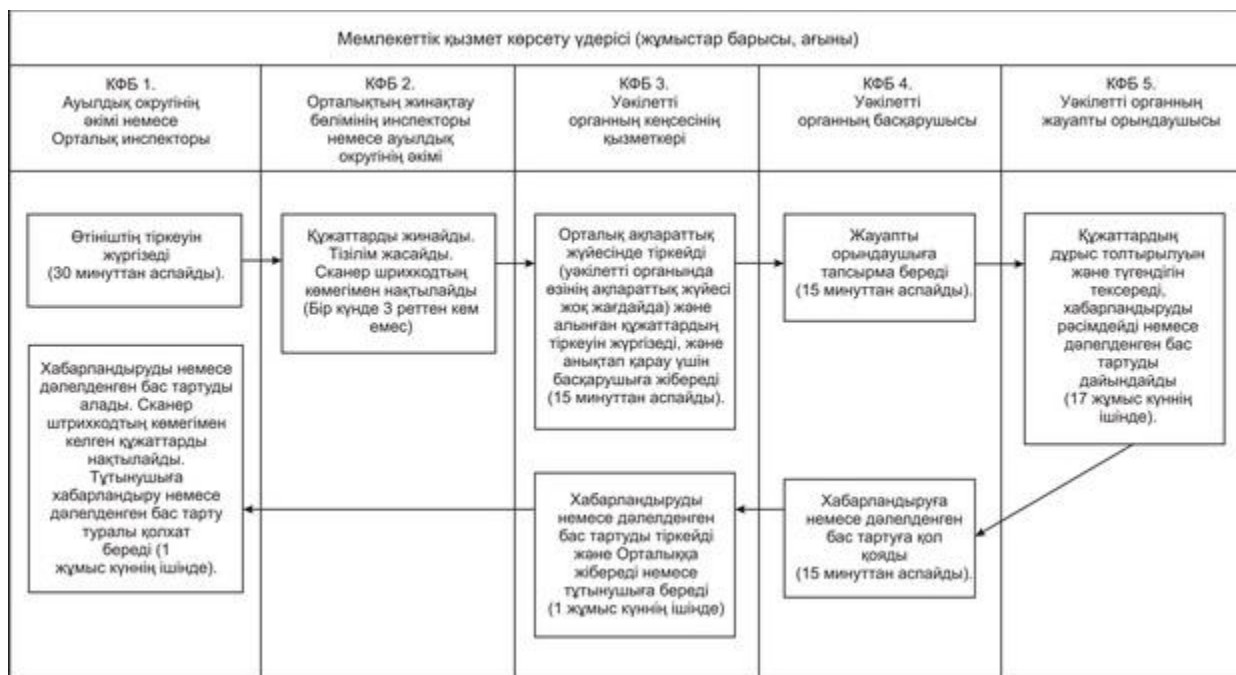 Мемлекеттік қызмет көрсету үдерісі (жұмыстар барысы, ағыны)
КФБ 1.
Ауылдық округінің
әкімі немесе
Орталық инспекторы
КФБ 2.
Орталықтың жинақтау
бөлімінің инспекторы
немесе ауылдық
округінің әкімі
КФБ 3.
Уәкілетті
органның кеңсесінің
қызметкері
КФБ 4.
Уәкілетті
органның басқарушысы
КФБ 5.
Уәкілетті органның
жауапты орындаушысы
Өтініштің тіркеуін
жүргізеді
(30 минуттан аспайды).
Құжаттарды жинайды.
Тізілім жасайды.
Сканер шрихкодтың
көмегімен нақтылайды
(Бір күнде 3 реттен кем
емес)
Орталық ақпараттық
жүйесінде тіркейді
(уәкілетті органында
өзінің ақпараттық жүйесі
жоқ жағдайда) және
алынған құжаттардың
тіркеуін жүргізеді, және
анықтап қарау үшін
басқарушыға жібереді
(15 минуттан аспайды).
Жауапты
орындаушыға
тапсырма береді
(15 минуттан аспайды).
Құжаттардың
дұрыс толтырылуын
және түгендігін
тексереді,
хабарландыруды
рәсімдейді немесе
дәлелденген бас
тартуды
дайындайды
(17 жұмыс күннің
ішінде).
Хабарландыруды немесе
дәлелденген бас тартуды
алады. Сканер
штрихкодтың көмегімен
келген құжаттарды
нақтылайды.
Тұтынушыға
хабарландыру немесе
дәлелденген бас тарту
туралы қолхат
береді (1
жұмыс күннің ішінде).
Хабарландыруды
немесе дәлелденген
бас тартуды тіркейді
және Орталыққа
жібереді немесе
тұтынушыға береді
(1 жұмыс күннің ішінде)
Хабарландыруға
немесе дәлелденген
бас тартуға қол
қояды
(15 минуттан аспайды).